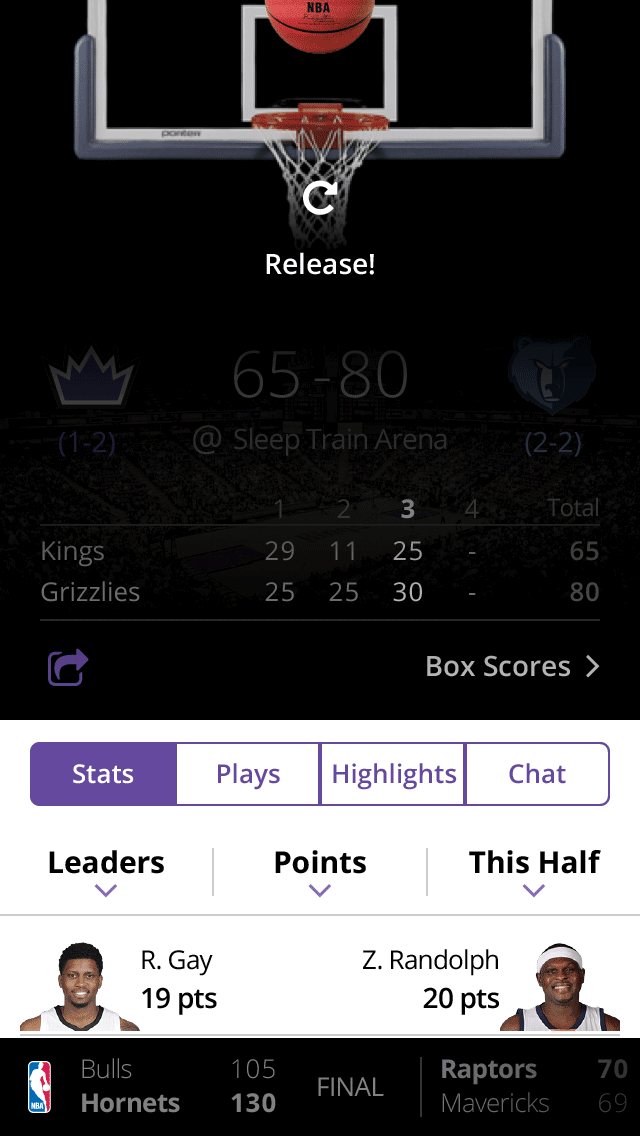 NBA
Release!
65-80
(1-2) @ Sleep Train Arena (2-2)
1 2 3 4 Total
Kings 29 11 25 - 65
Grizzlies 25 25 30 - 80
Box Scores
Stats Plays Highlights Chat
Leaders Points This Half
R. Gay Z. Randolph
19 pts 20 pts
Bulls 105 FINAL Raptors 70
Hornets 130 Mavericks 69
NBA